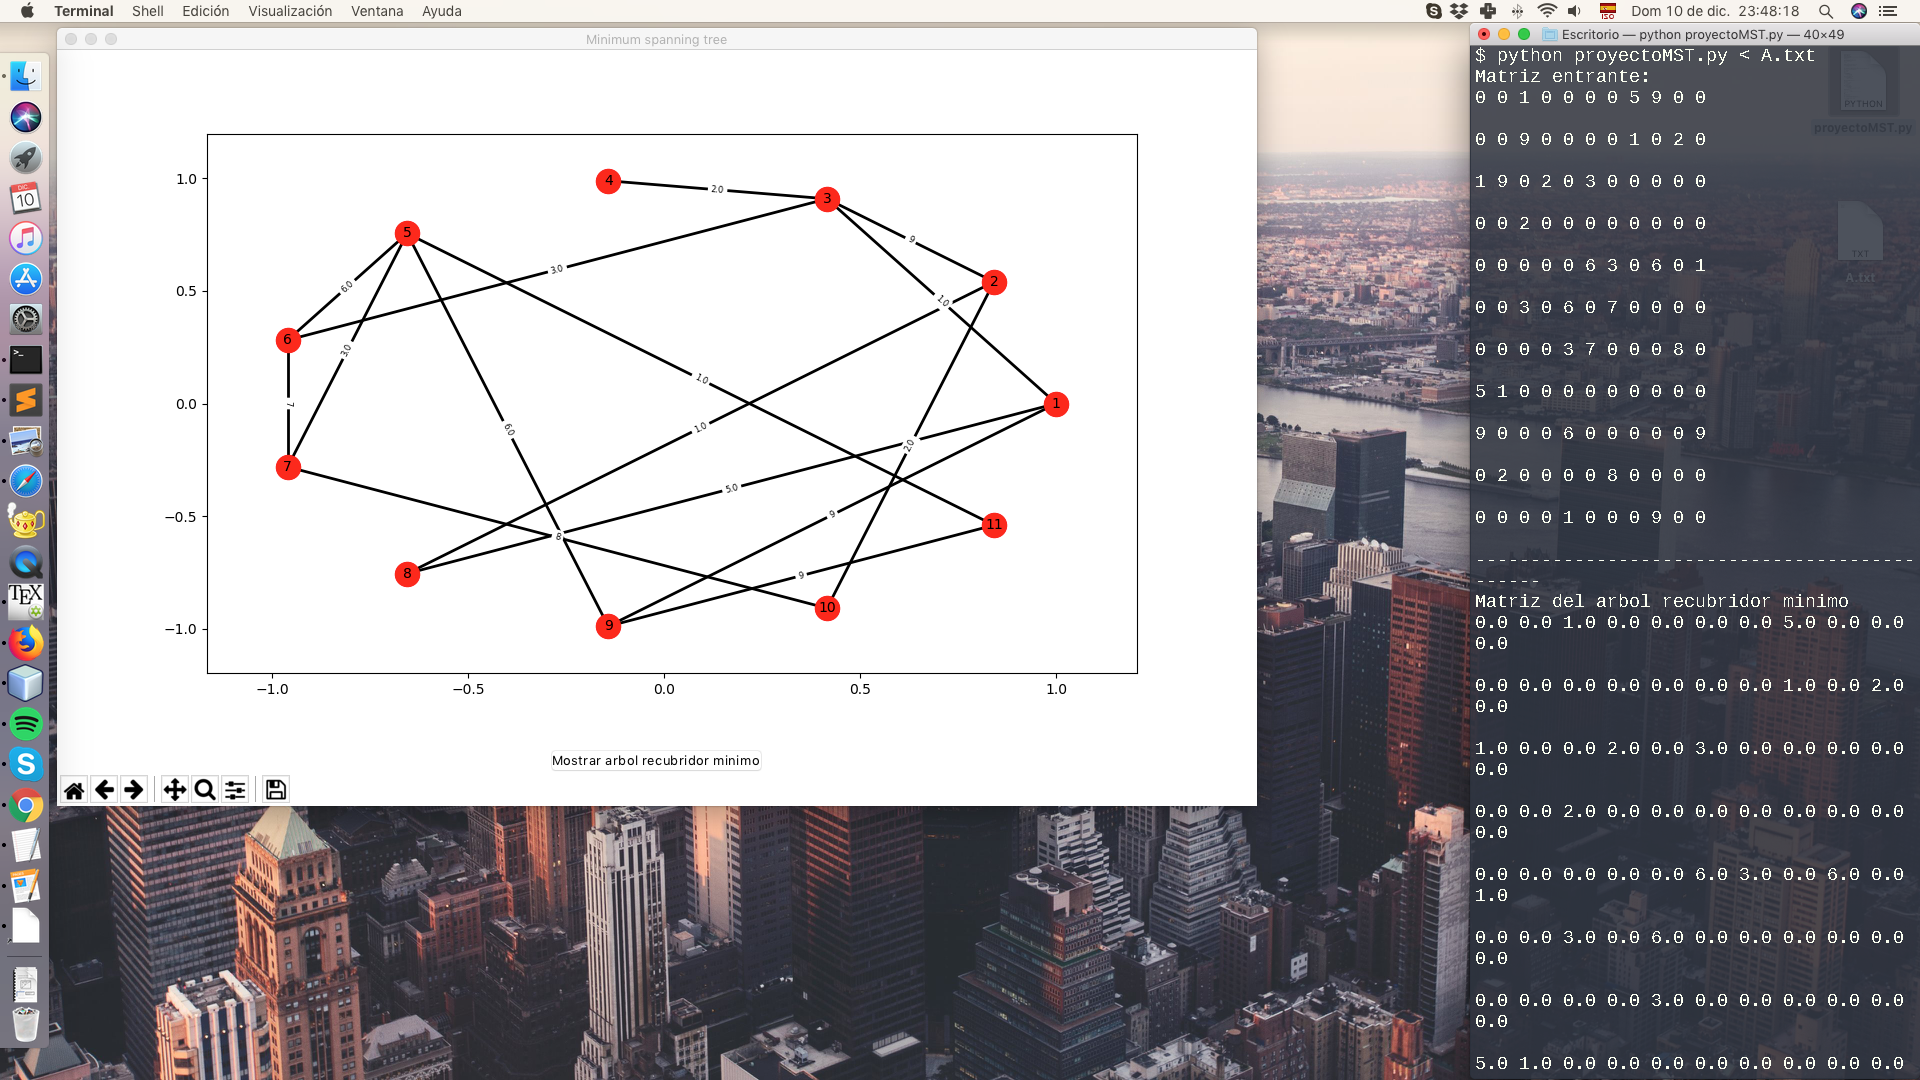 Terminal Shell Edición Visualización Ventana Ayuda
ISO
Dom 10 de dic. 23:48:18
Minimum spanning tree
1.0
0.5
0.0
−0.5
−1.0
−1.0 −0.5 0.0 0.5 1.0
4 2.0 3
5 9
6.0 3.0 2
6 3.0 1.0
7 1.0 1
6.0 1.0 2.0
7 5.0
8 9 11
8 9
9 10
Mostrar arbol recubridor minimo
DIC
10
TEX
Escritorio — python proyectoMST.py — 40×49
$ python proyectoMST.py < A.txt
Matriz entrante:
0 0 1 0 0 0 0 5 9 0 0
0 0 9 0 0 0 0 1 0 2 0
1 9 0 2 0 3 0 0 0 0 0
0 0 2 0 0 0 0 0 0 0 0
0 0 0 0 0 6 3 0 6 0 1
0 0 3 0 6 0 7 0 0 0 0
0 0 0 0 3 7 0 0 0 8 0
5 1 0 0 0 0 0 0 0 0 0
9 0 0 0 6 0 0 0 0 0 9
0 2 0 0 0 0 8 0 0 0 0
0 0 0 0 1 0 0 0 9 0 0
----------------------------------------
------
Matriz del arbol recubridor minimo
0.0 0.0 1.0 0.0 0.0 0.0 0.0 5.0 0.0 0.0
0.0
0.0 0.0 0.0 0.0 0.0 0.0 0.0 1.0 0.0 2.0
0.0
1.0 0.0 0.0 2.0 0.0 3.0 0.0 0.0 0.0 0.0
0.0
0.0 0.0 2.0 0.0 0.0 0.0 0.0 0.0 0.0 0.0
0.0
0.0 0.0 0.0 0.0 0.0 6.0 3.0 0.0 6.0 0.0
1.0
0.0 0.0 3.0 0.0 6.0 0.0 0.0 0.0 0.0 0.0
0.0
0.0 0.0 0.0 0.0 3.0 0.0 0.0 0.0 0.0 0.0
0.0
5.0 1.0 0.0 0.0 0.0 0.0 0.0 0.0 0.0 0.0
PYTHON
proyectoMST.py
TXT
A.txt